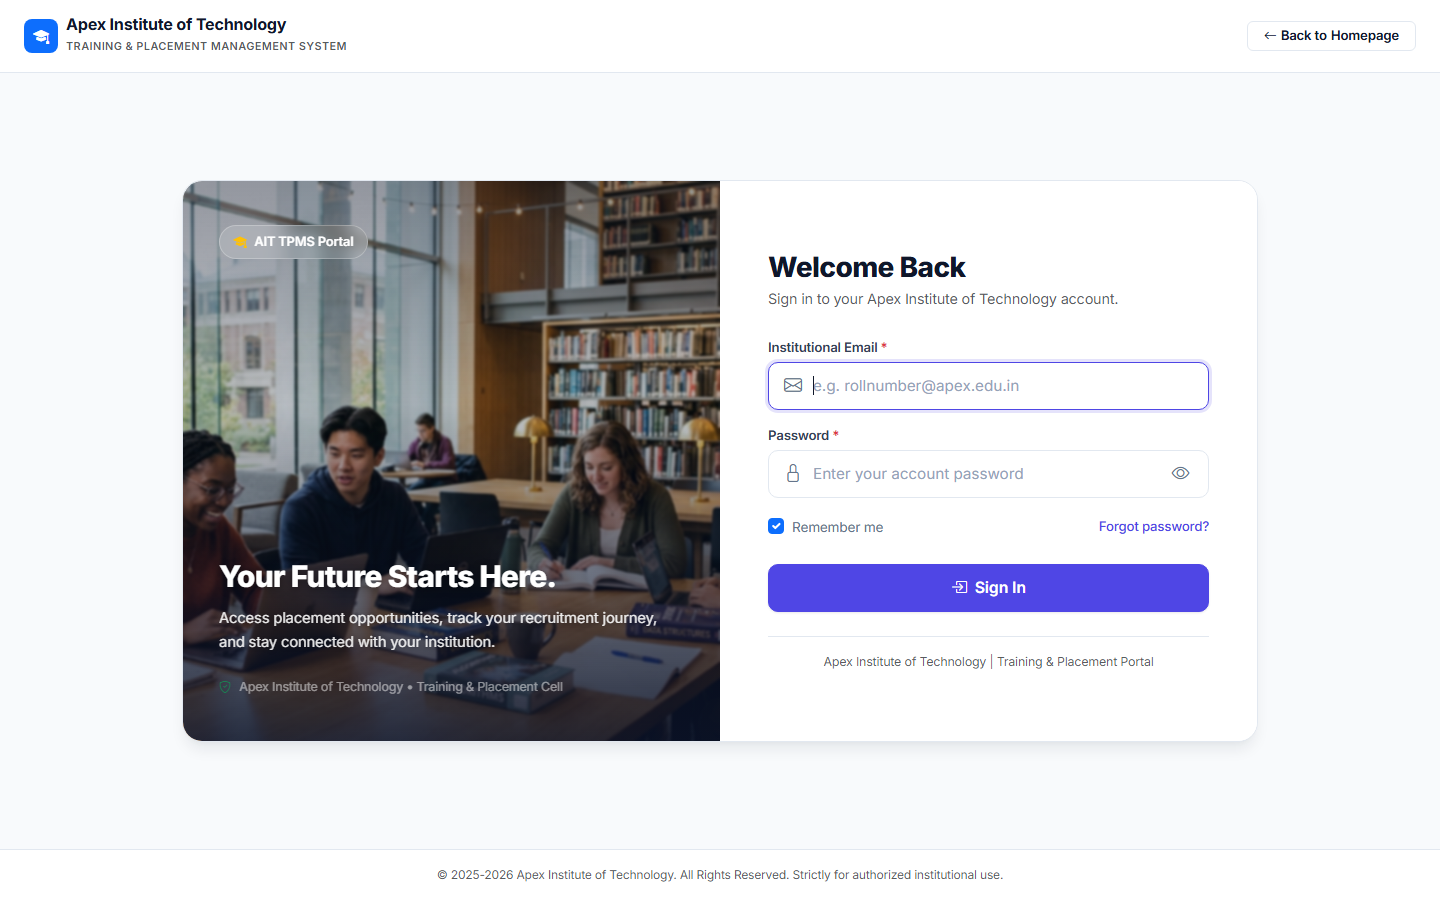 Apex Institute of Technology
TRAINING & PLACEMENT MANAGEMENT SYSTEM
← Back to Homepage
AIT TPMS Portal
Your Future Starts Here.
Access placement opportunities, track your recruitment journey,
and stay connected with your institution.
Apex Institute of Technology • Training & Placement Cell
Welcome Back
Sign in to your Apex Institute of Technology account.
Institutional Email *
e.g. rollnumber@apex.edu.in
Password *
Enter your account password
Remember me
Forgot password?
Sign In
Apex Institute of Technology | Training & Placement Portal
© 2025-2026 Apex Institute of Technology. All Rights Reserved. Strictly for authorized institutional use.